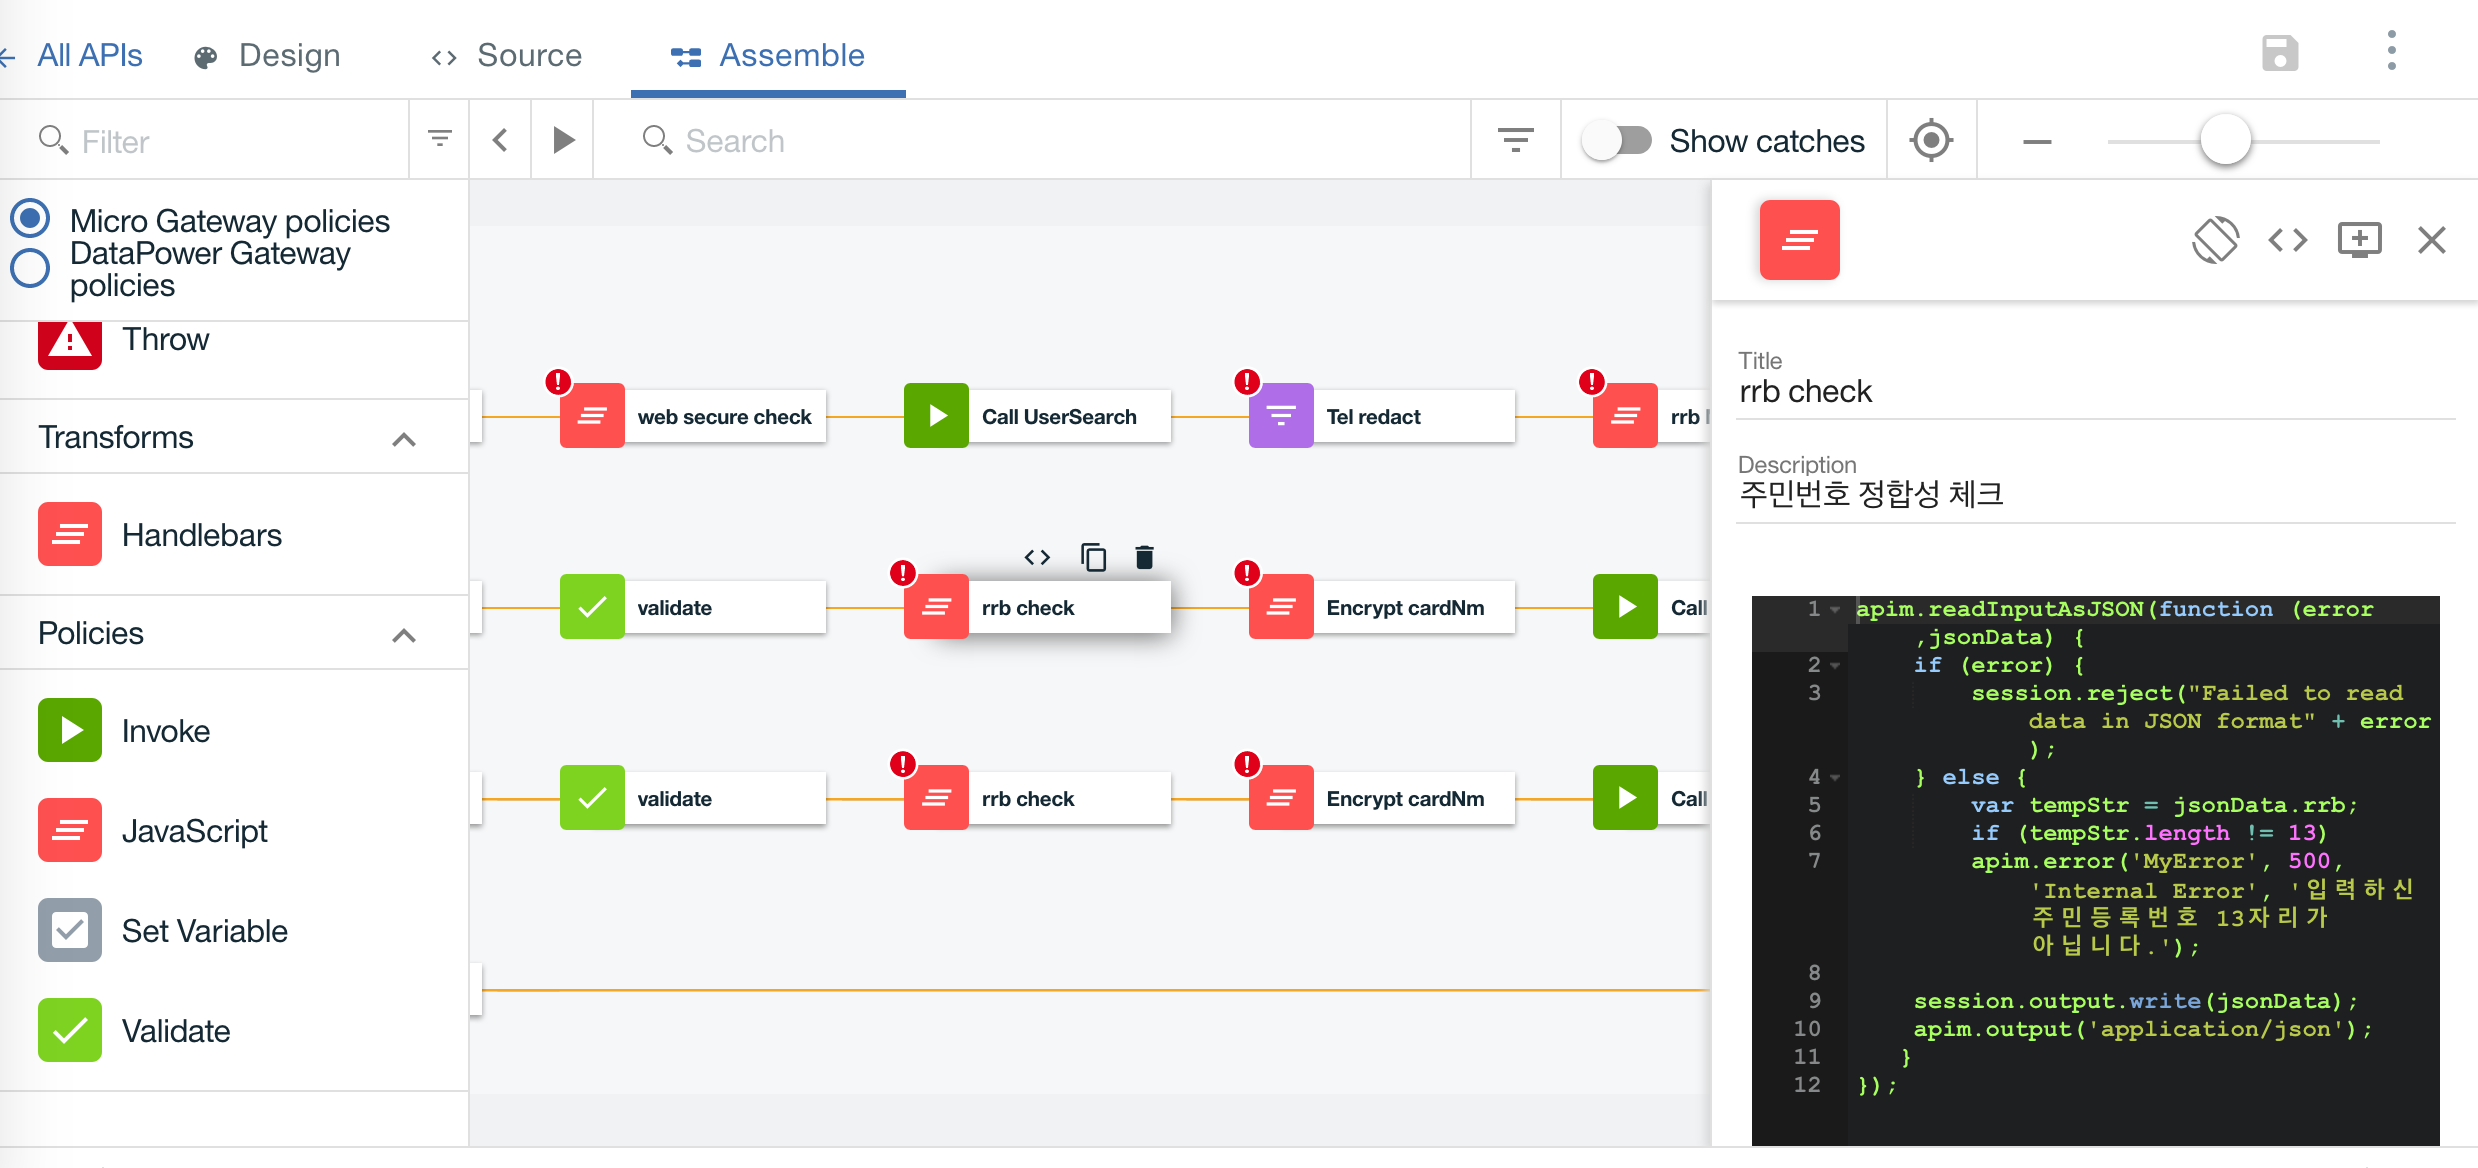 All APIs
Design
Source
Assemble
Filter
Search
Show catches
Micro Gateway policies
DataPower Gateway
policies
Throw
Transforms
Handlebars
Policies
Invoke
JavaScript
Set Variable
Validate
web secure check
Call UserSearch
Tel redact
rrb
validate
rrb check
Encrypt cardNm
Call
validate
rrb check
Encrypt cardNm
Call
Title
rrb check
Description
주민번호 정합성 체크
1 apim.readInputAsJSON(function (error
,jsonData) {
2 if (error) {
3 session.reject("Failed to read
data in JSON format" + error
);
4 } else {
5 var tempStr = jsonData.rrb;
6 if (tempStr.length != 13)
7 apim.error('MyError', 500,
'Internal Error', '입력하신
주민등록번호 13자리가
아닙니다.');
8
9 session.output.write(jsonData);
10 apim.output('application/json');
11 }
12 });